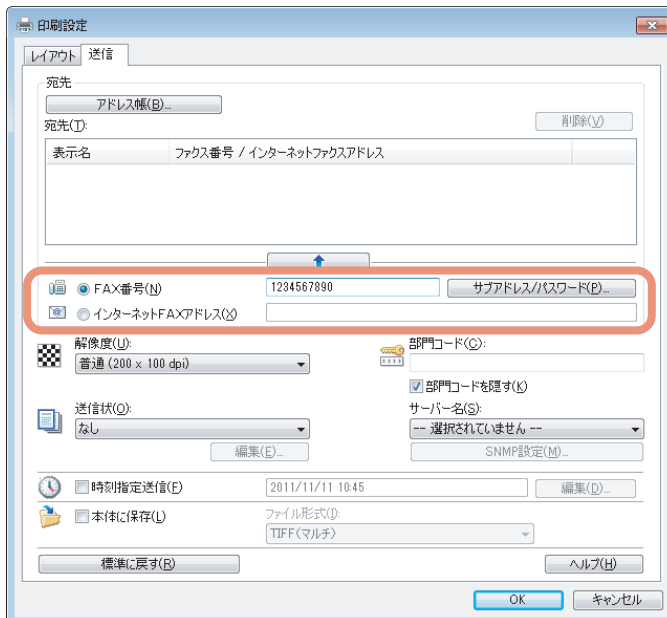 印刷設定
レイアウト 送信
宛先
アドレス帳(B)...
宛先(T):
削除(V)
表示名 ファクス番号 / インターネットファクスアドレス
FAX番号(N) 1234567890 サブアドレス/パスワード(P)...
インターネットFAXアドレス(X)
解像度(U): 部門コード(C):
普通 (200 x 100 dpi)
部門コードを隠す(K)
送信状(O): サーバー名(S):
なし -- 選択されていません --
編集(E)... SNMP設定(M)...
時刻指定送信(F) 2011/11/11 10:45 編集(D)...
本体に保存(L) ファイル形式(I):
TIFF(マルチ)
標準に戻す(R) ヘルプ(H)
OK キャンセル